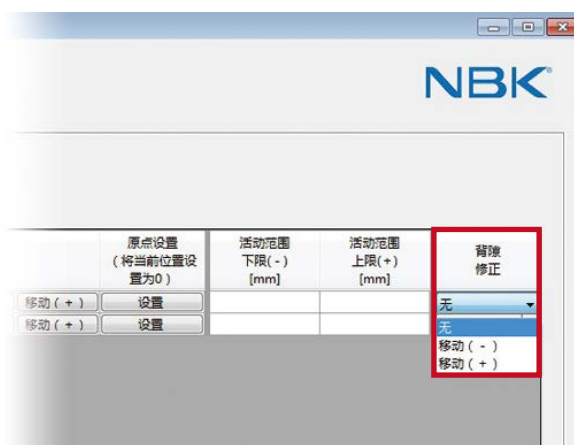 NBK®
原点设置
(将当前位置设
置为0)
活动范围
下限(-)
[mm]
活动范围
上限(+)
[mm]
背隙
修正
移动(+) 设置 无
移动(+) 设置 无
移动(-)
移动(+)